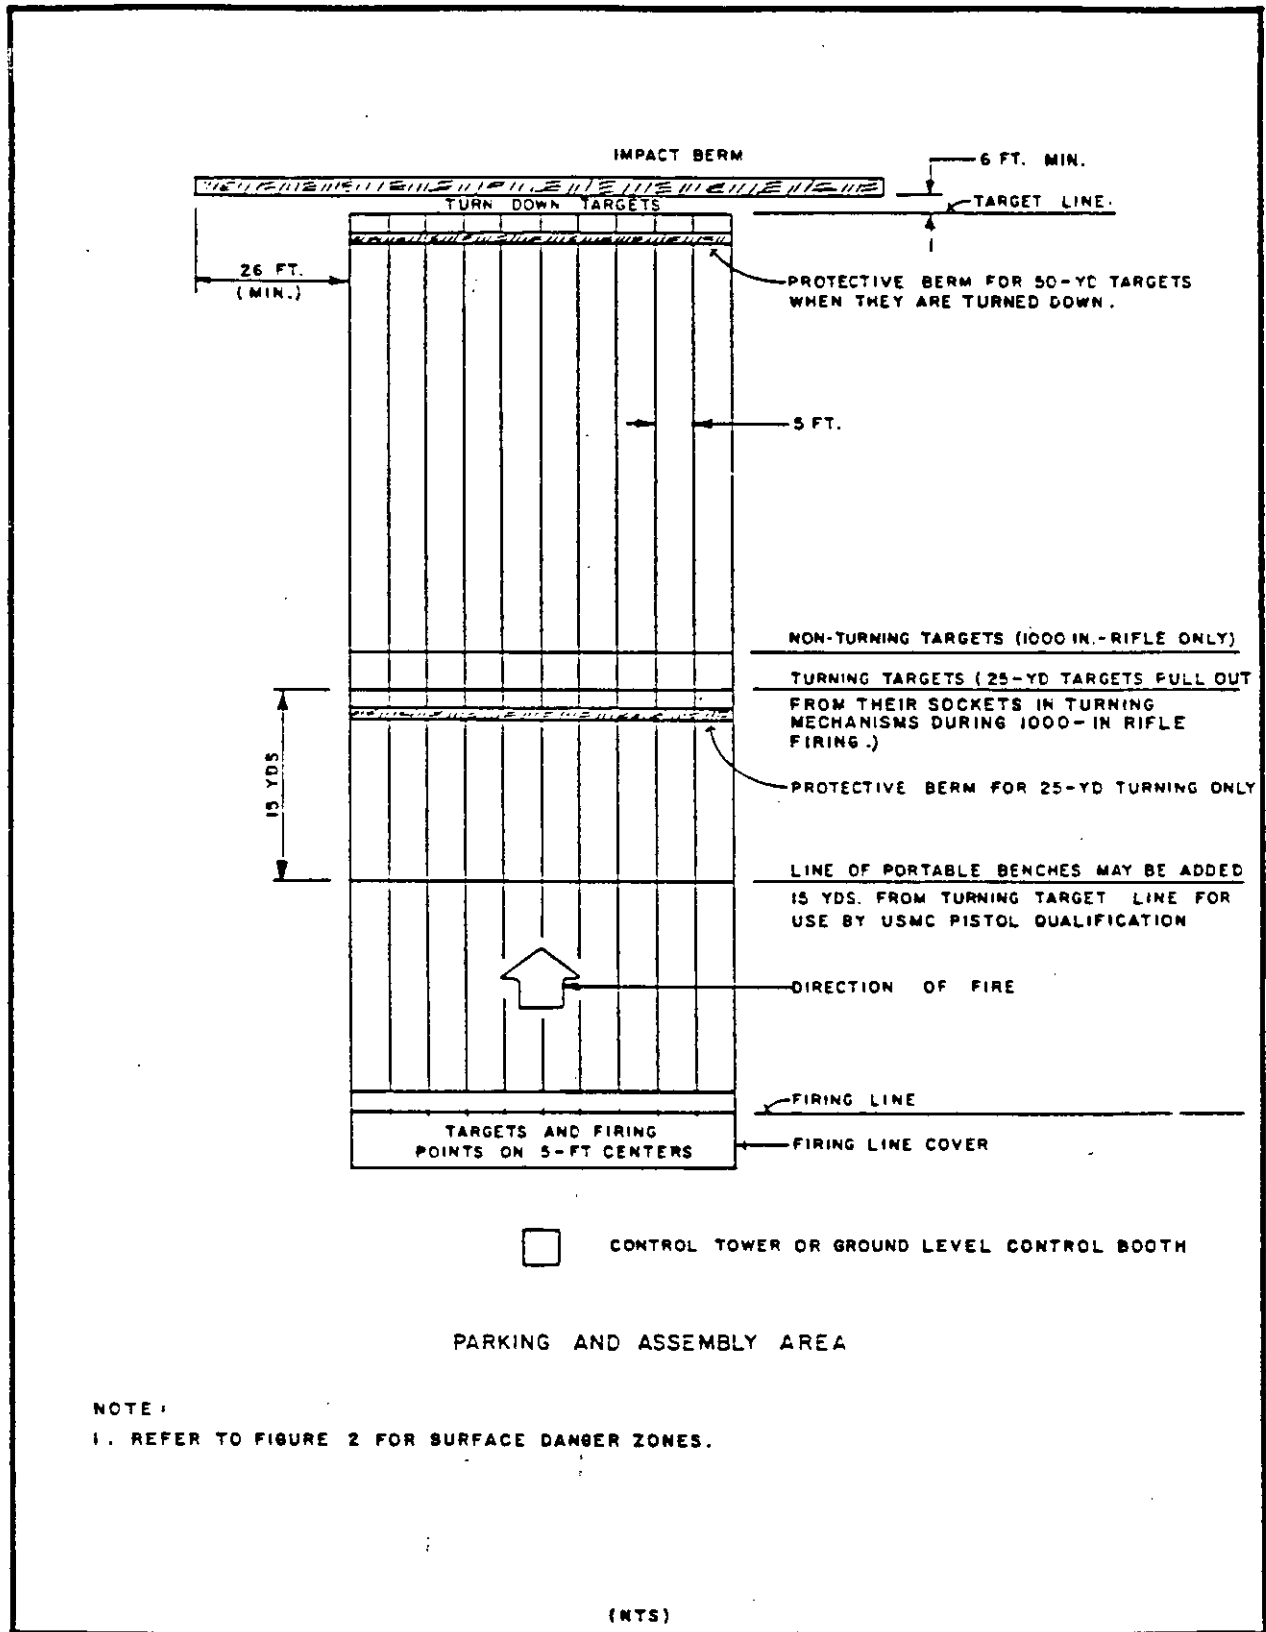 IMPACT BERM
6 FT. MIN.
TURN DOWN TARGETS
TARGET LINE.
26 FT.
(MIN.)
PROTECTIVE BERM FOR 50-YD TARGETS
WHEN THEY ARE TURNED DOWN.
5 FT.
NON-TURNING TARGETS (1000 IN.-RIFLE ONLY)
TURNING TARGETS (25-YD TARGETS PULL OUT
FROM THEIR SOCKETS IN TURNING
MECHANISMS DURING 1000-IN RIFLE
FIRING.)
15 YDS
PROTECTIVE BERM FOR 25-YD TURNING ONLY
LINE OF PORTABLE BENCHES MAY BE ADDED
15 YDS. FROM TURNING TARGET LINE FOR
USE BY USMC PISTOL QUALIFICATION
DIRECTION OF FIRE
FIRING LINE
TARGETS AND FIRING
POINTS ON 5-FT CENTERS
FIRING LINE COVER
CONTROL TOWER OR GROUND LEVEL CONTROL BOOTH
PARKING AND ASSEMBLY AREA
NOTE:
1. REFER TO FIGURE 2 FOR SURFACE DANGER ZONES.
(NTS)